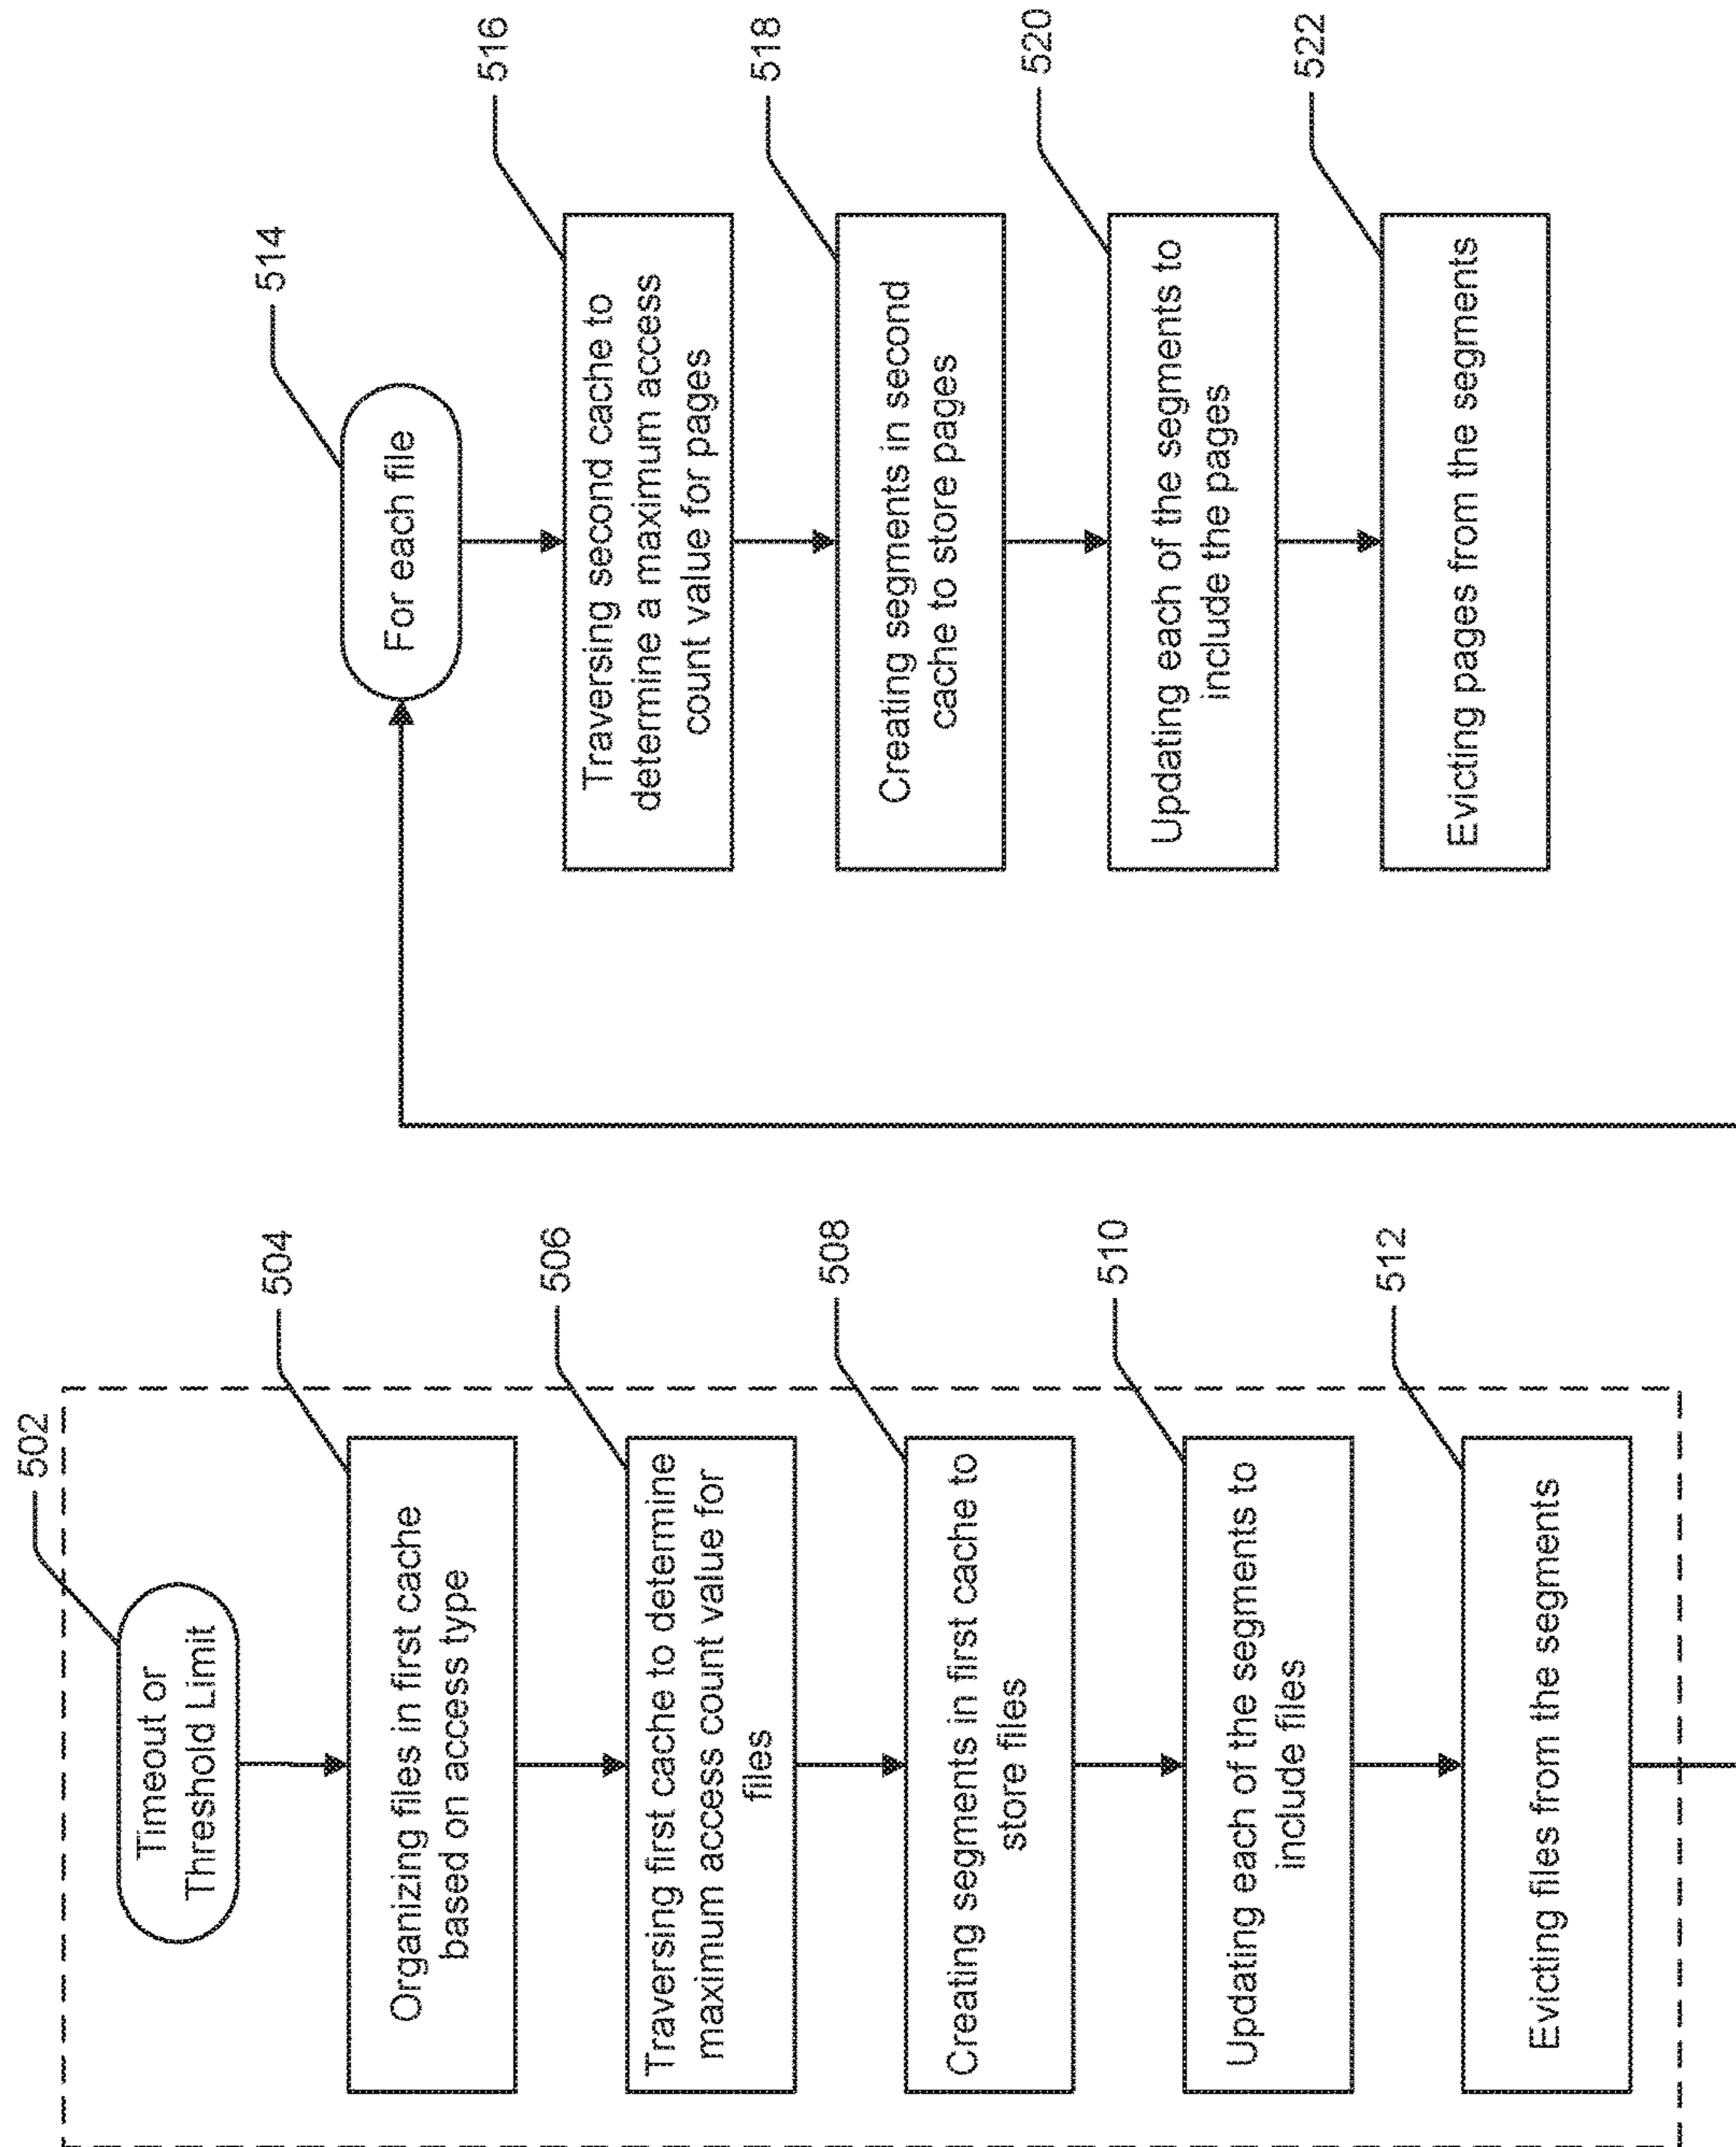 502
Timeout or
Threshold Limit
504
Organizing files in first cache
based on access type
506
Traversing first cache to determine
maximum access count value for
files
508
Creating segments in first cache to
store files
510
Updating each of the segments to
include files
512
Evicting files from the segments
514
For each file
516
Traversing second cache to
determine a maximum access
count value for pages
518
Creating segments in second
cache to store pages
520
Updating each of the segments to
include the pages
522
Evicting pages from the segments